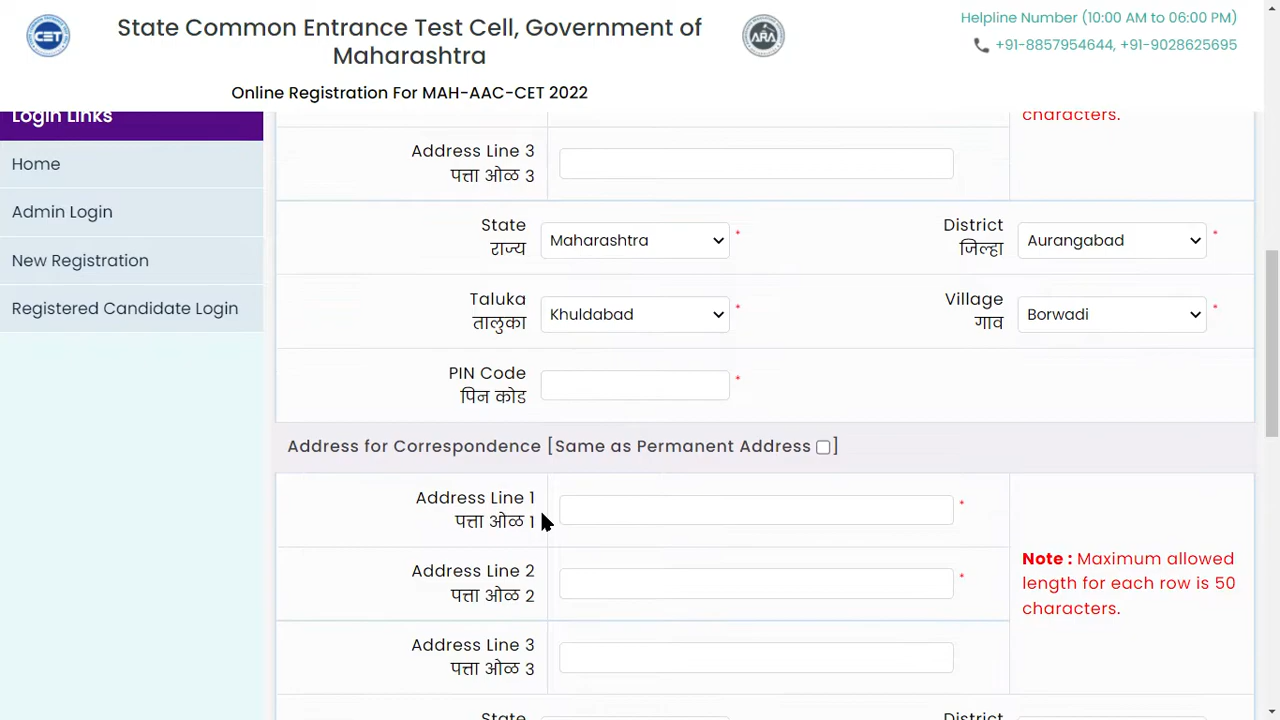 CET
State Common Entrance Test Cell, Government of
Maharashtra
Online Registration For MAH-AAC-CET 2022
ARA
Helpline Number (10:00 AM to 06:00 PM)
+91-8857954644, +91-9028625695
Login Links
Home
Admin Login
New Registration
Registered Candidate Login
characters.
Address Line 3
पत्ता ओळ 3
State
राज्य
Maharashtra
*
District
जिल्हा
Aurangabad
*
Taluka
तालुका
Khuldabad
*
Village
गाव
Borwadi
*
PIN Code
पिन कोड
*
Address for Correspondence [Same as Permanent Address ]
Address Line 1
पत्ता ओळ 1
*
Address Line 2
पत्ता ओळ 2
*
Address Line 3
पत्ता ओळ 3
Note : Maximum allowed
length for each row is 50
characters.
State
District